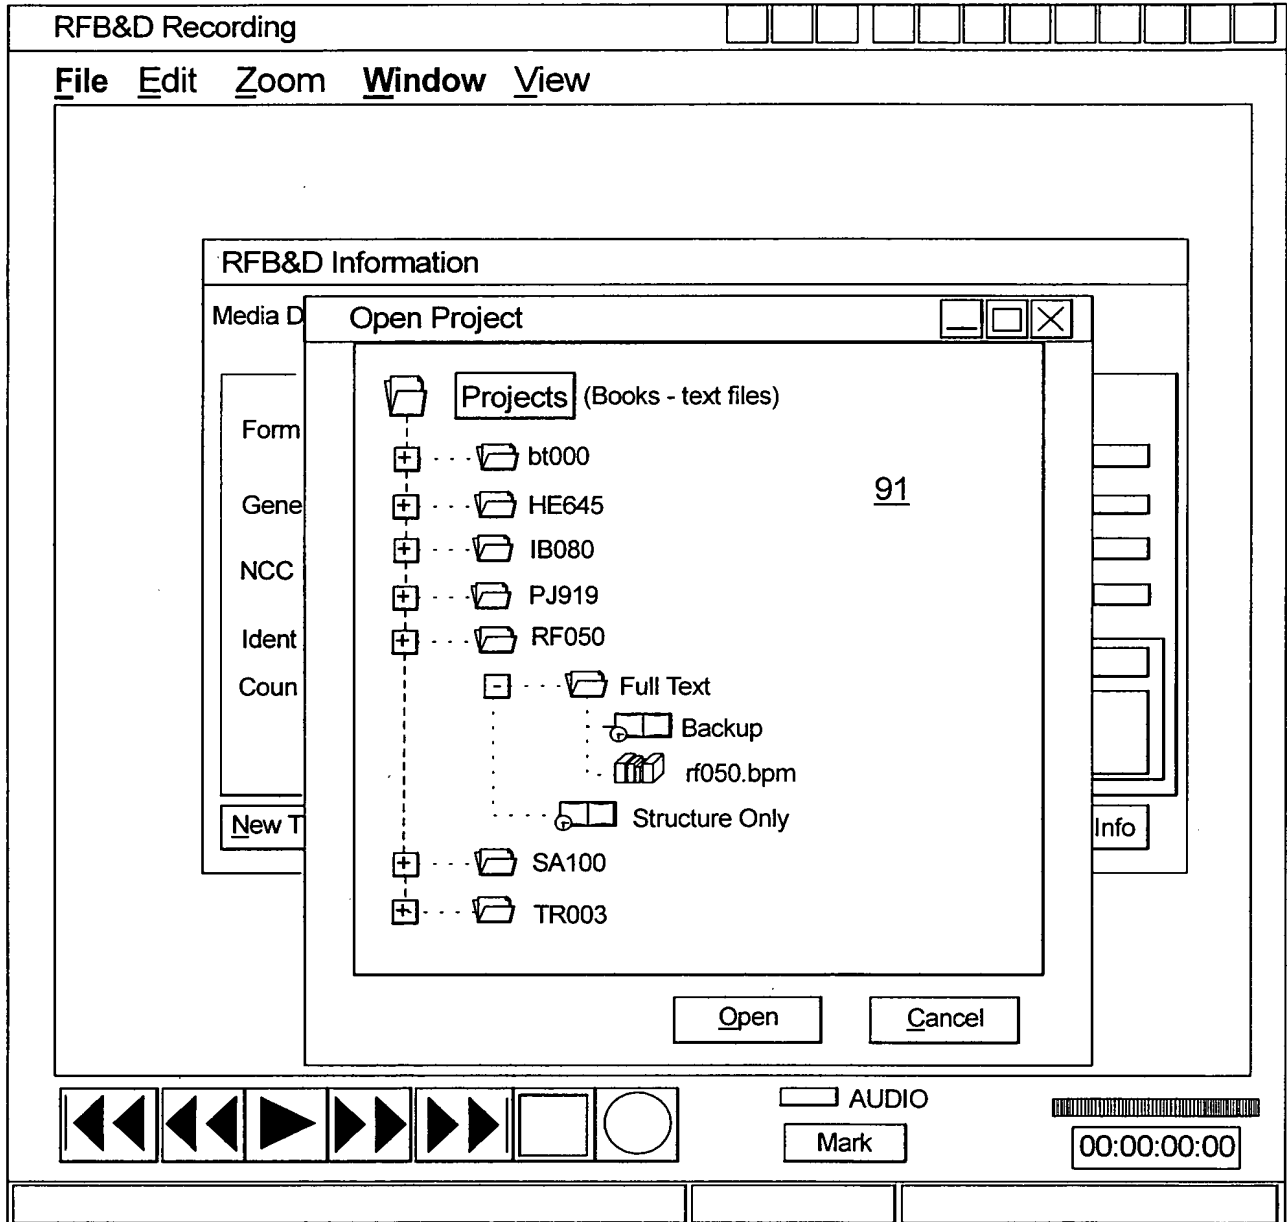 RFB&D Recording
File Edit Zoom Window View
RFB&D Information
Media D
Open Project
Projects (Books - text files)
Form
bt000
91
Gene
HE645
IB080
NCC
PJ919
Ident
RF050
Coun
Full Text
Backup
rf050.bpm
New T
Structure Only
Info
SA100
TR003
Open
Cancel
AUDIO
Mark
00:00:00:00